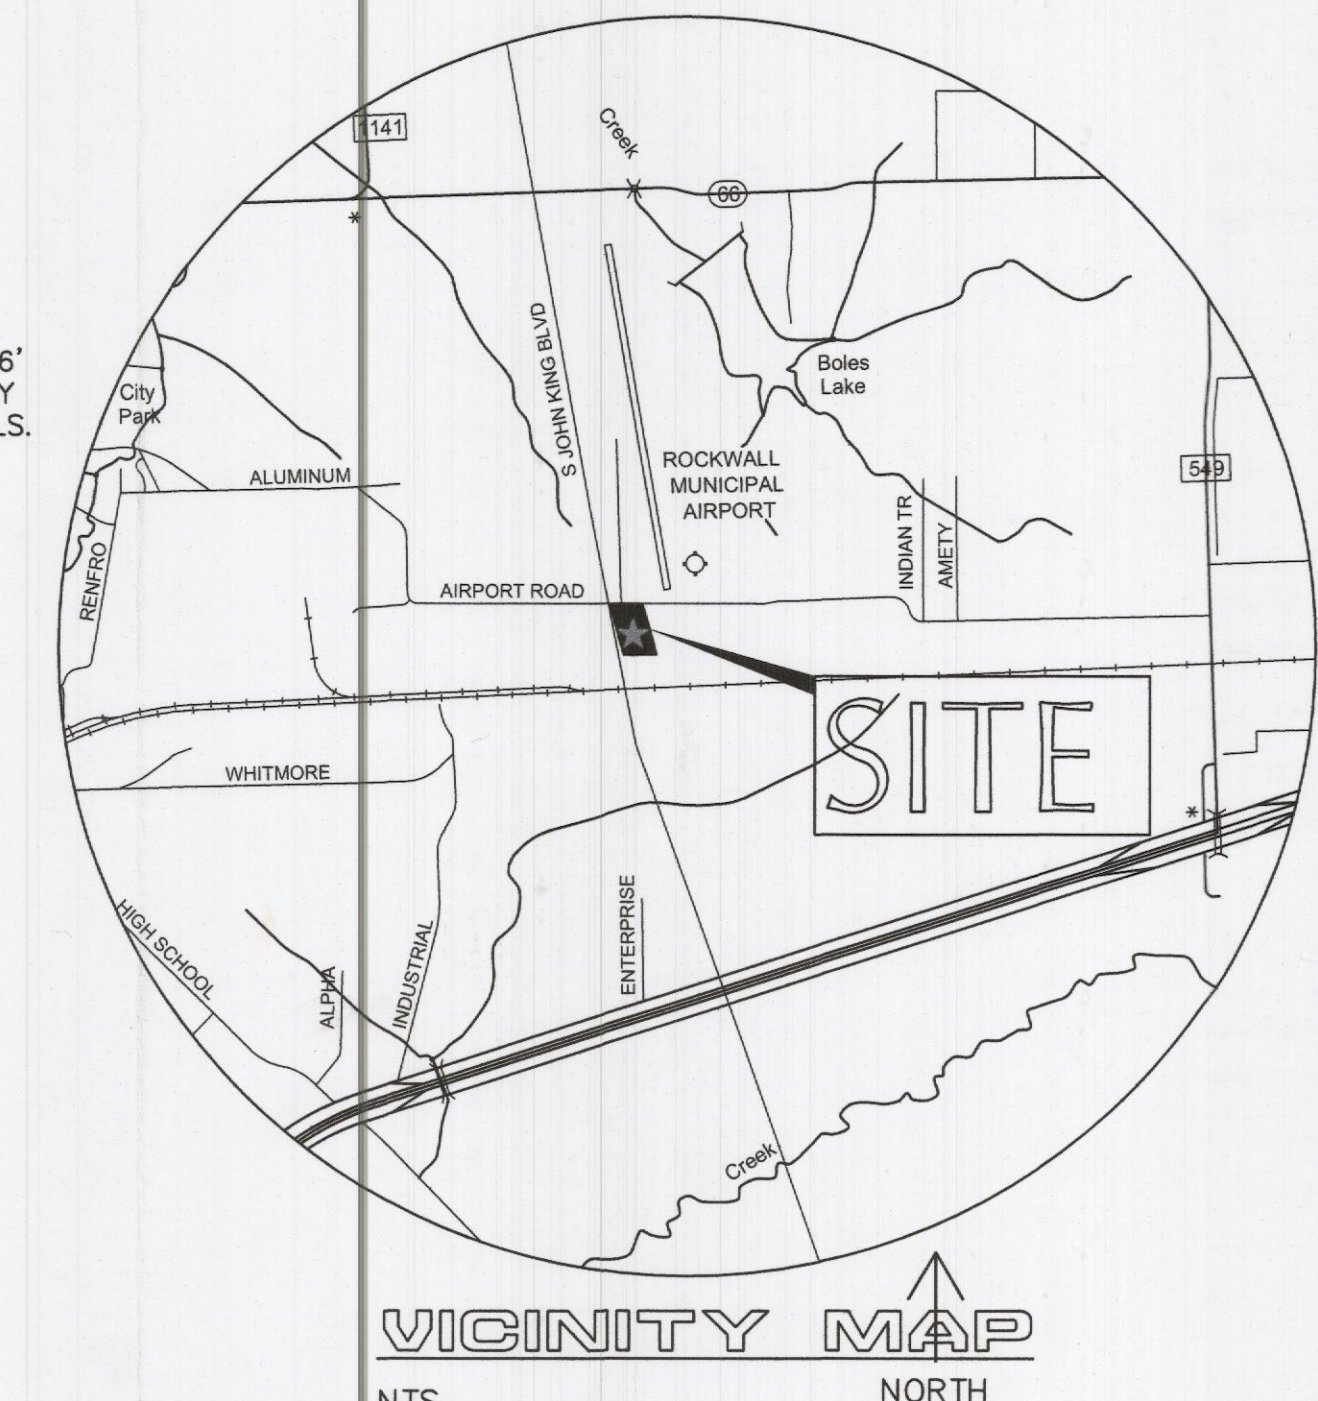 1141
Creek
66
6'
Y
LS.
City
Park
S JOHN KING BLVD
Boles
Lake
ROCKWALL
MUNICIPAL
AIRPORT
549
ALUMINUM
INDIAN TR
AMETY
RENFRO
AIRPORT ROAD
SITE
WHITMORE
HIGH SCHOOL
ALPHA
INDUSTRIAL
ENTERPRISE
Creek
VICINITY MAP
NTS
NORTH